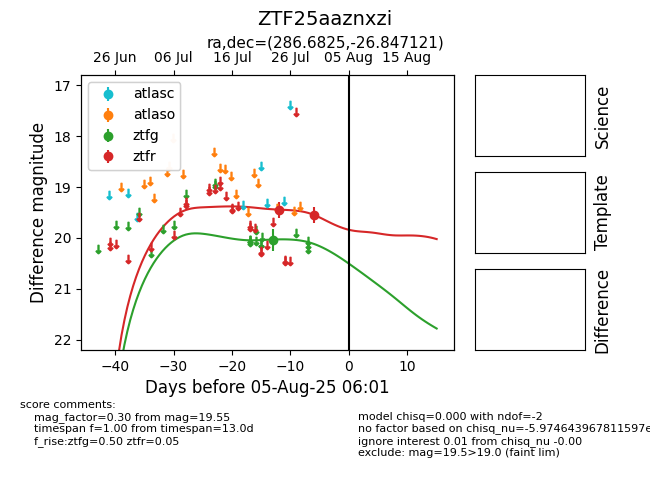 ZTF25aaznxzi
ra,dec=(286.6825,-26.847121)
26 Jun 06 Jul 16 Jul 26 Jul 05 Aug 15 Aug
17
18
19
20
21
22
Difference magnitude
atlasc
atlaso
ztfg
ztfr
−40 −30 −20 −10 0 10
Days before 05-Aug-25 06:01
Science
Template
Difference
score comments:
mag_factor=0.30 from mag=19.55
timespan f=1.00 from timespan=13.0d
f_rise:ztfg=0.50 ztfr=0.05
model chisq=0.000 with ndof=-2
no factor based on chisq_nu=-5.974643967811597e
ignore interest 0.01 from chisq_nu -0.00
exclude: mag=19.5>19.0 (faint lim)